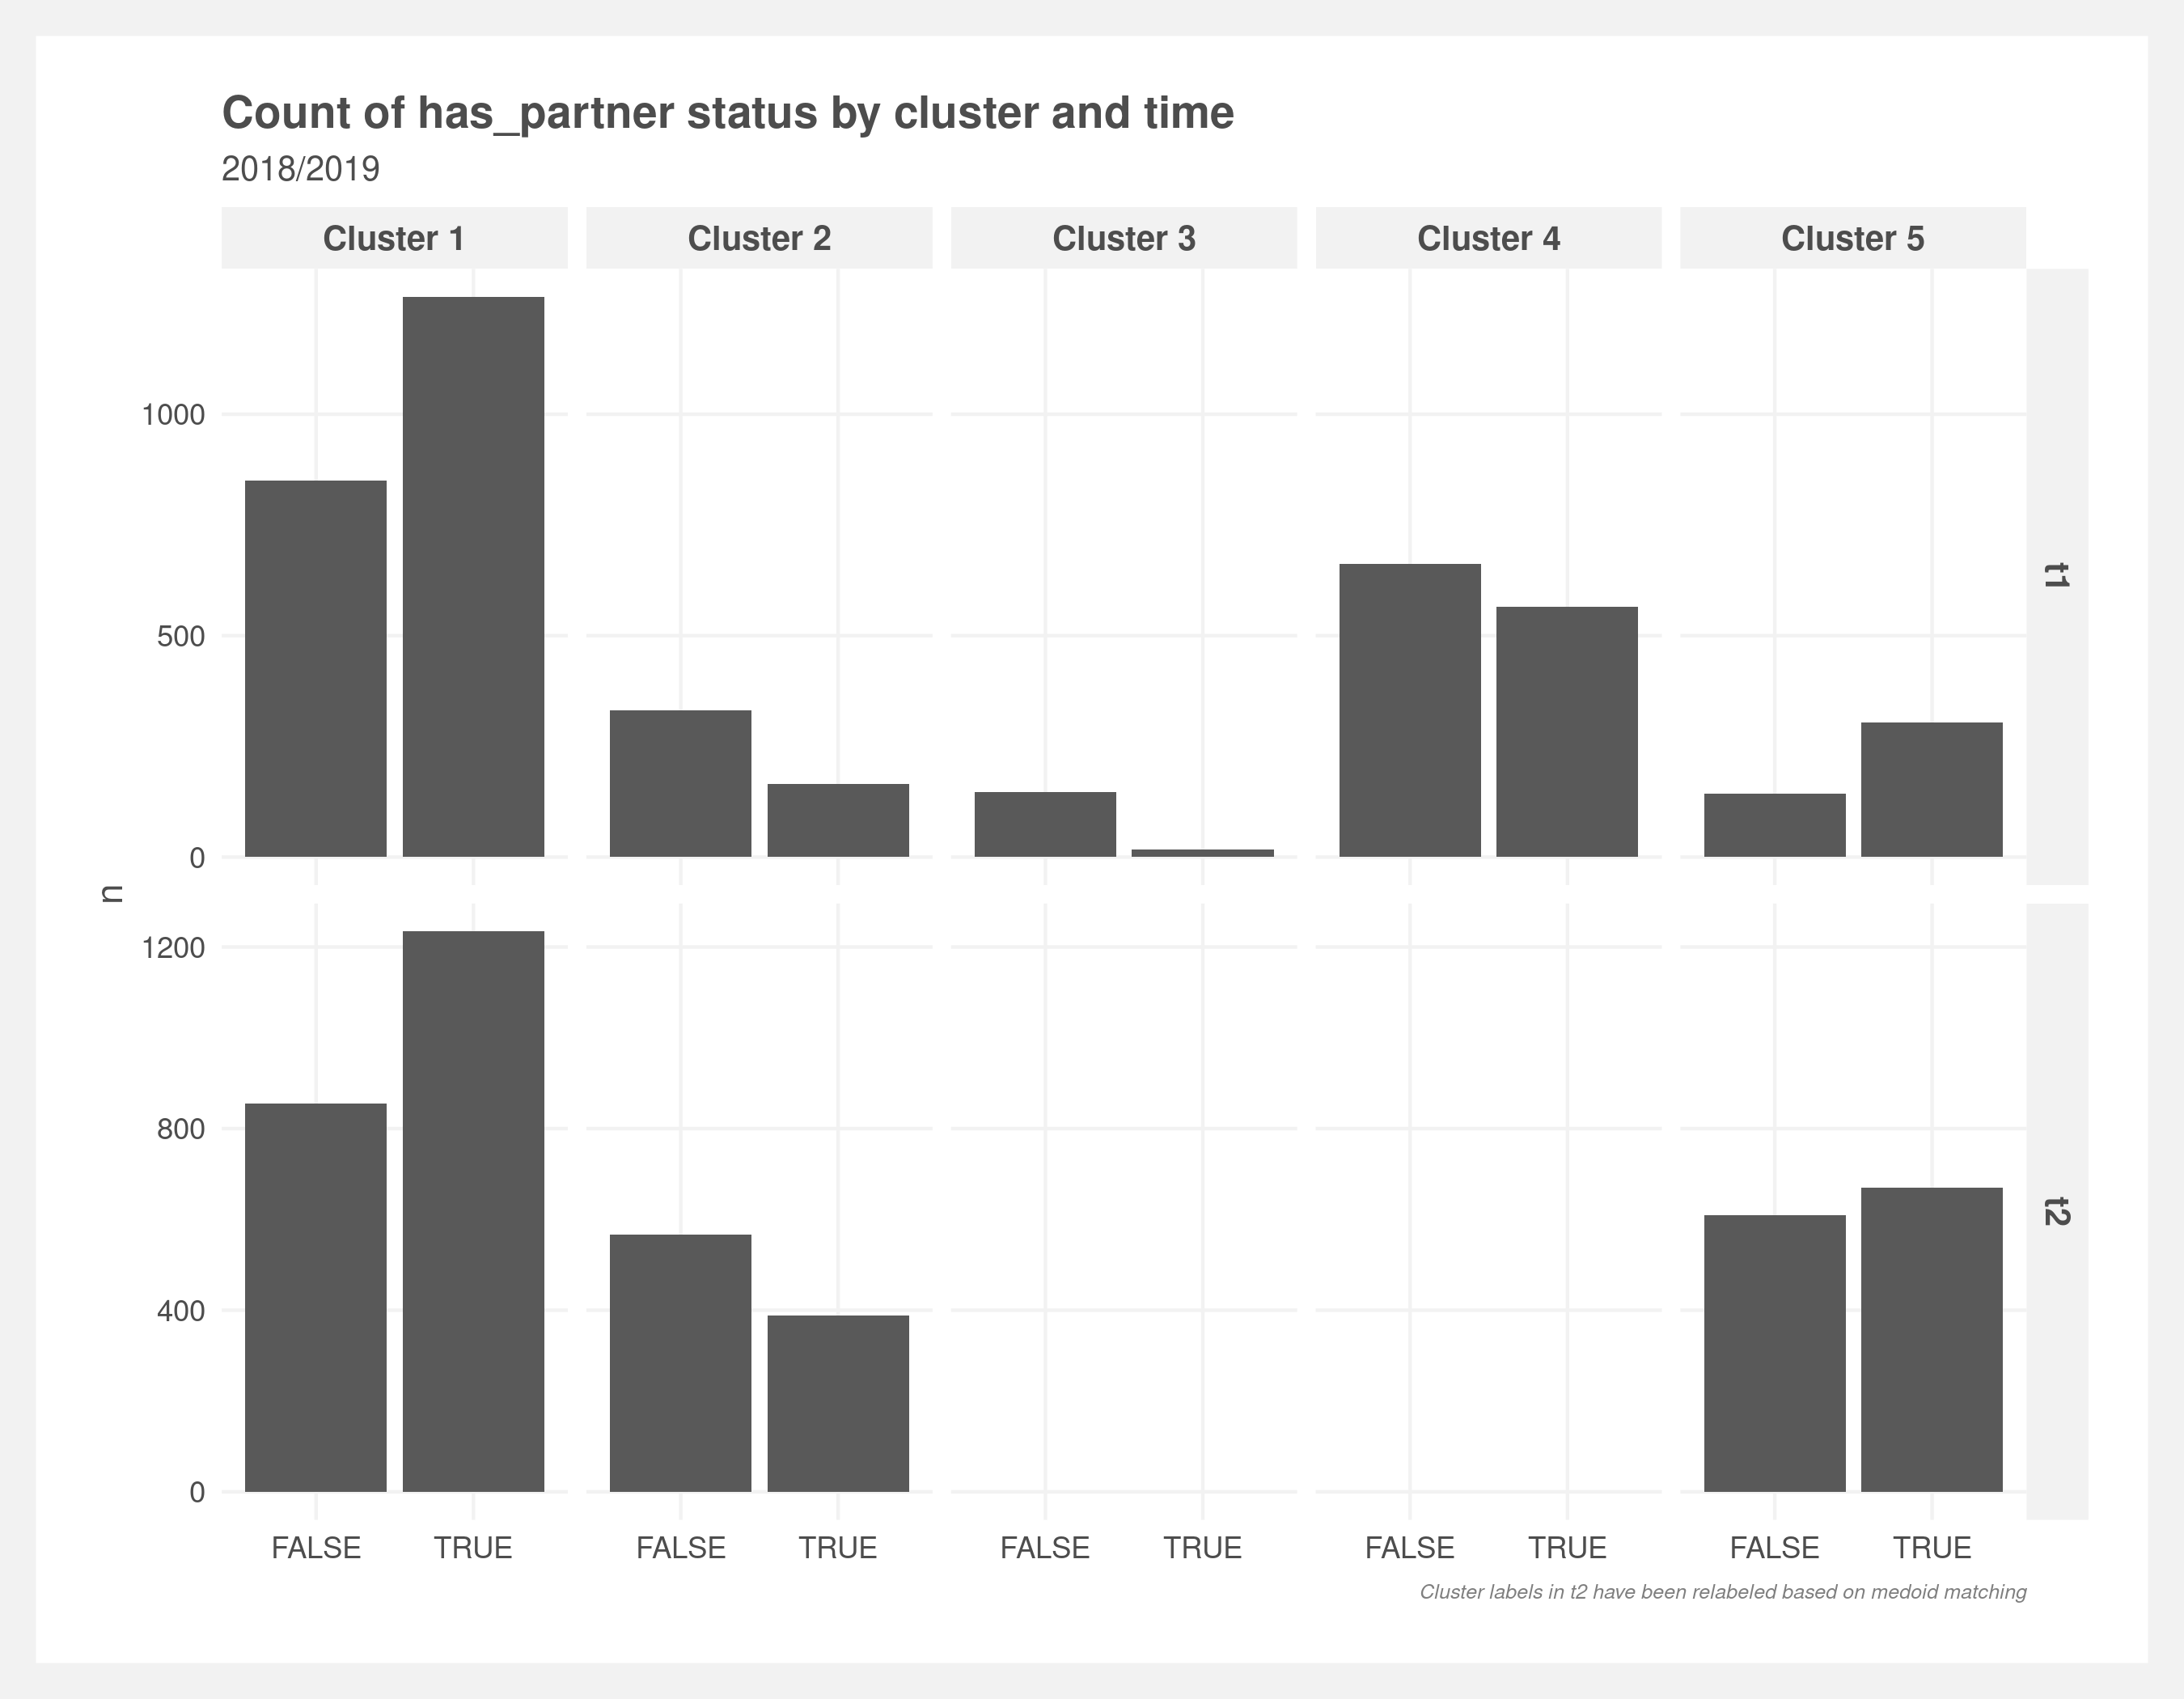 Count of has_partner status by cluster and time
2018/2019
Cluster 1 Cluster 2 Cluster 3 Cluster 4 Cluster 5
1000
500
0
t1
n
1200
800
400
0
t2
FALSE TRUE FALSE TRUE FALSE TRUE FALSE TRUE FALSE TRUE
Cluster labels in t2 have been relabeled based on medoid matching